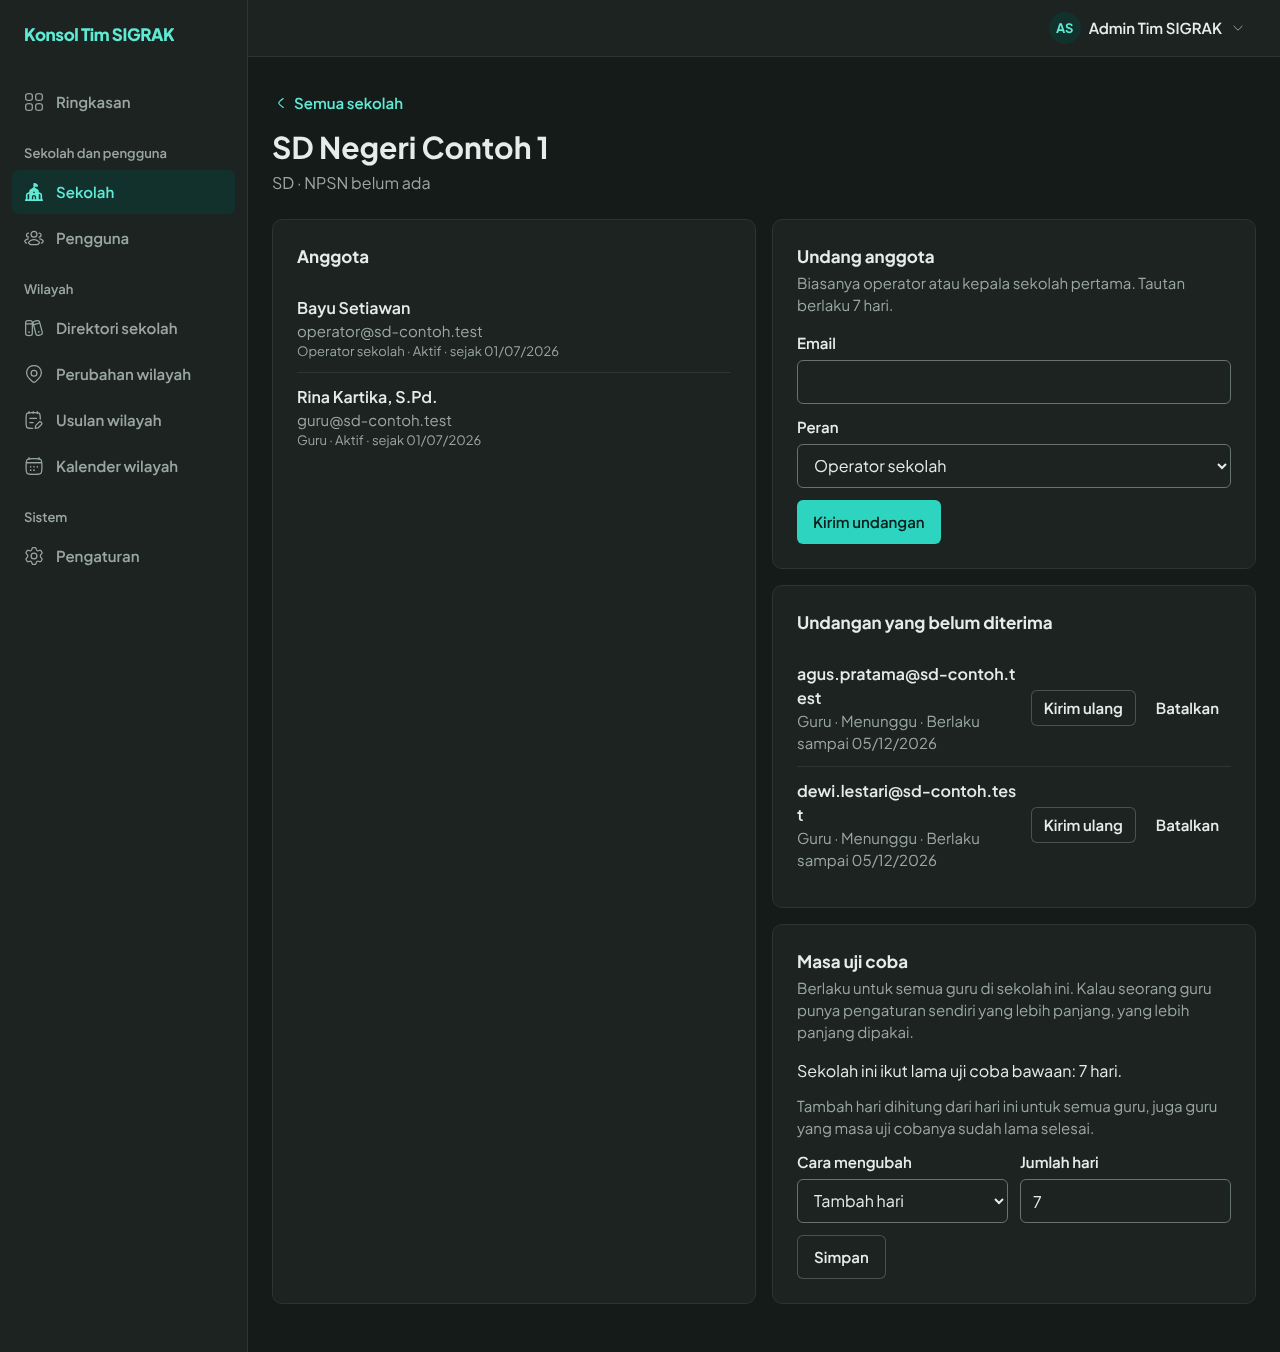 Konsol Tim SIGRAK
AS Admin Tim SIGRAK
Ringkasan
Sekolah dan pengguna
Sekolah
Pengguna
Wilayah
Direktori sekolah
Perubahan wilayah
Usulan wilayah
Kalender wilayah
Sistem
Pengaturan
Semua sekolah
SD Negeri Contoh 1
SD · NPSN belum ada
Anggota
Bayu Setiawan
operator@sd-contoh.test
Operator sekolah · Aktif · sejak 01/07/2026
Rina Kartika, S.Pd.
guru@sd-contoh.test
Guru · Aktif · sejak 01/07/2026
Undang anggota
Biasanya operator atau kepala sekolah pertama. Tautan
berlaku 7 hari.
Email
Peran
Operator sekolah
Kirim undangan
Undangan yang belum diterima
agus.pratama@sd-contoh.t
est
Guru · Menunggu · Berlaku
sampai 05/12/2026
Kirim ulang
Batalkan
dewi.lestari@sd-contoh.tes
t
Guru · Menunggu · Berlaku
sampai 05/12/2026
Kirim ulang
Batalkan
Masa uji coba
Berlaku untuk semua guru di sekolah ini. Kalau seorang guru
punya pengaturan sendiri yang lebih panjang, yang lebih
panjang dipakai.
Sekolah ini ikut lama uji coba bawaan: 7 hari.
Tambah hari dihitung dari hari ini untuk semua guru, juga guru
yang masa uji cobanya sudah lama selesai.
Cara mengubah
Tambah hari
Jumlah hari
7
Simpan